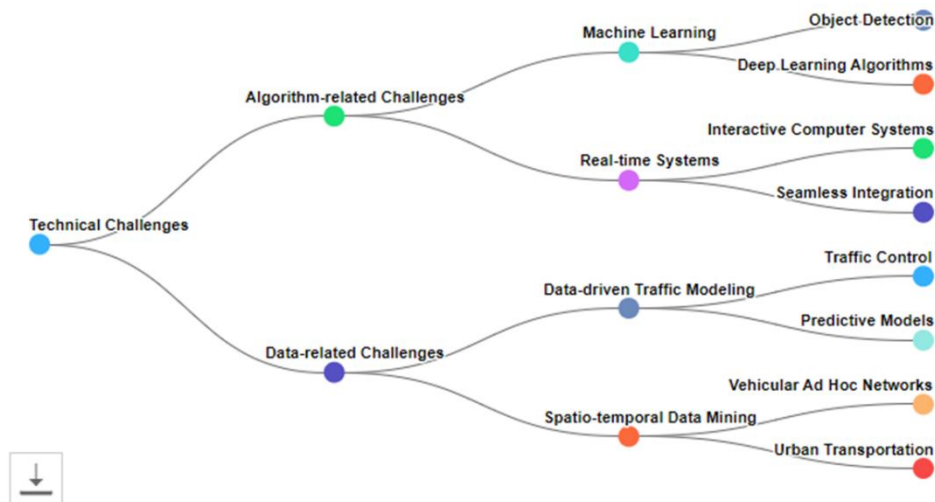 Object Detection
Machine Learning
Deep Learning Algorithms
Algorithm-related Challenges
Interactive Computer Systems
Real-time Systems
Seamless Integration
Technical Challenges
Traffic Control
Data-driven Traffic Modeling
Predictive Models
Data-related Challenges
Vehicular Ad Hoc Networks
Spatio-temporal Data Mining
Urban Transportation